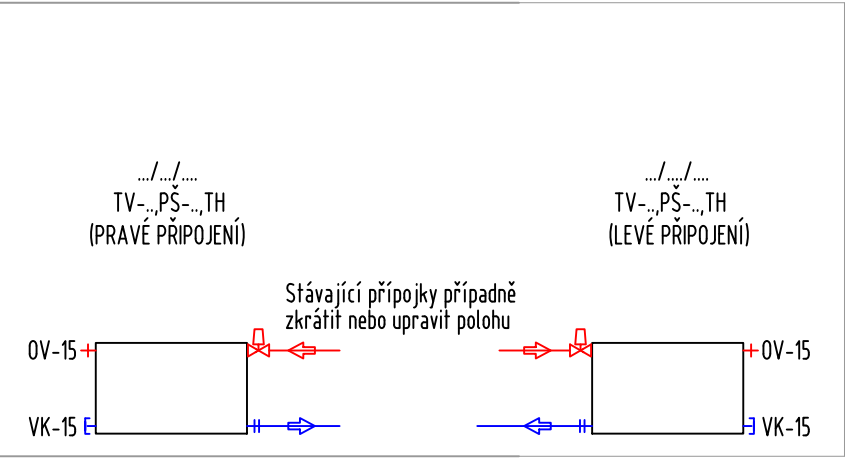 .../.../....
TV-..,PŠ-..,TH
(PRAVÉ PŘIPOJENÍ)
.../.../....
TV-..,PŠ-..,TH
(LEVÉ PŘIPOJENÍ)
Stávající přípojky případně
zkrátit nebo upravit polohu
OV-15
OV-15
VK-15
VK-15